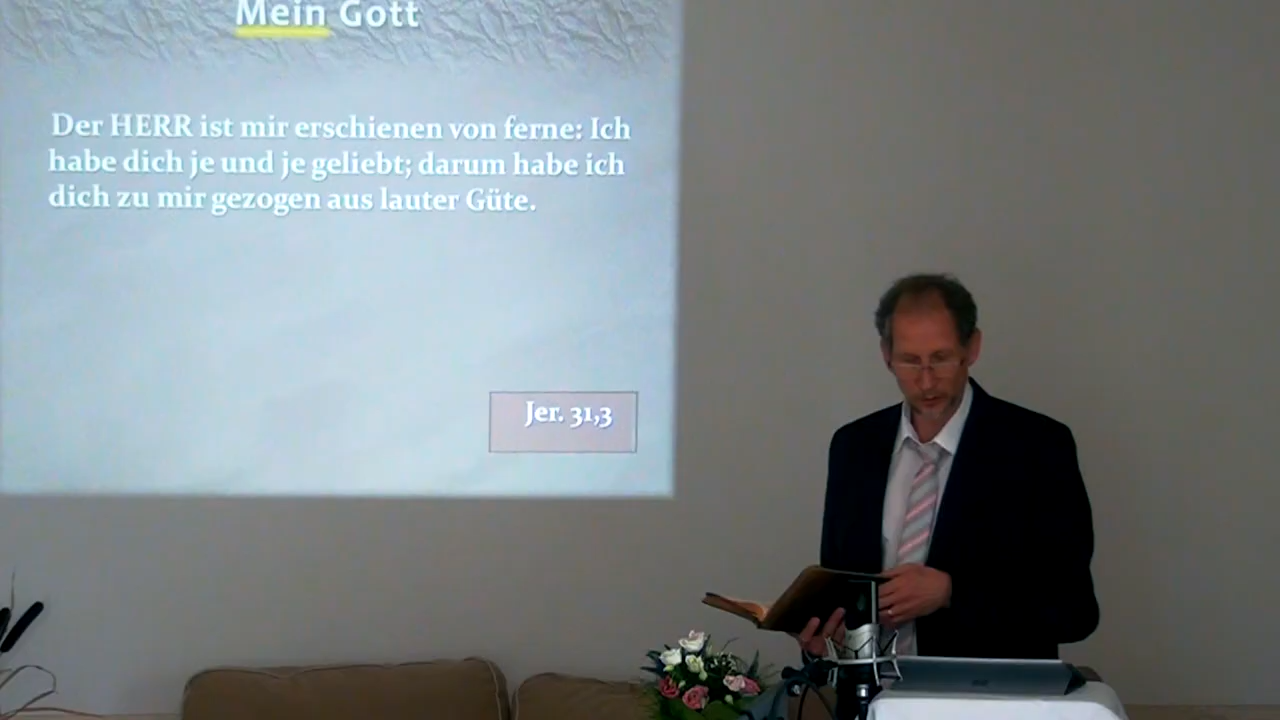 Mein Gott
Der HERR ist mir erschienen von ferne: Ich
habe dich je und je geliebt; darum habe ich
dich zu mir gezogen aus lauter Güte.
Jer. 31,3